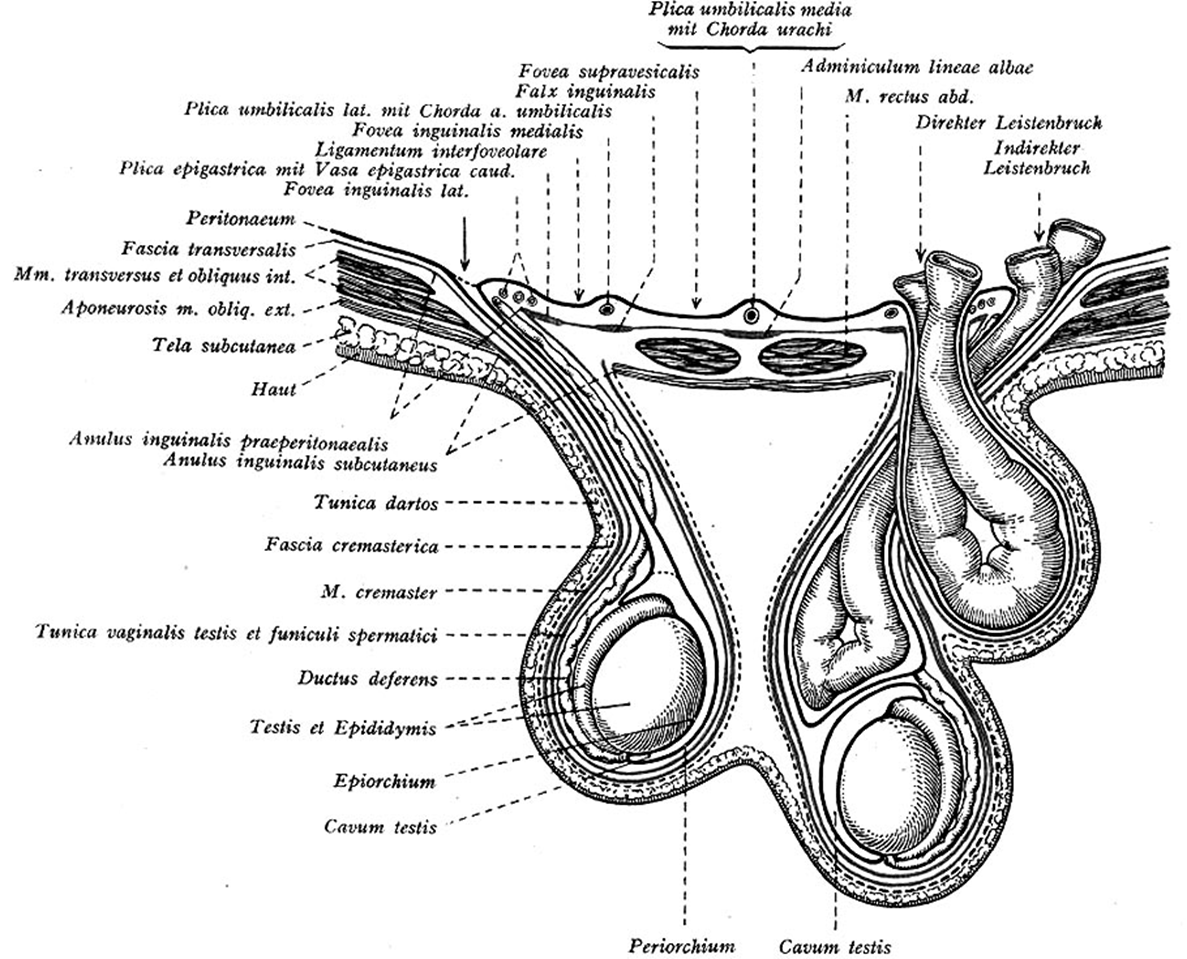 Plica umbilicalis media
mit Chorda urachi
Fovea supravesicalis
Adminiculum lineae albae
Falx inguinalis
M. rectus abd.
Plica umbilicalis lat. mit Chorda a. umbilicalis
Direkter Leistenbruch
Fovea inguinalis medialis
Indirekter
Leistenbruch
Ligamentum interfoveolare
Plica epigastrica mit Vasa epigastrica caud.
Fovea inguinalis lat.
Peritonaeum
Fascia transversalis
Mm. transversus et obliquus int.
Aponeurosis m. obliq. ext.
Tela subcutanea
Haut
Anulus inguinalis praeperitonaealis
Anulus inguinalis subcutaneus
Tunica dartos
Fascia cremasterica
M. cremaster
Tunica vaginalis testis et funiculi spermatici
Ductus deferens
Testis et Epididymis
Epiorchium
Cavum testis
Periorchium
Cavum testis